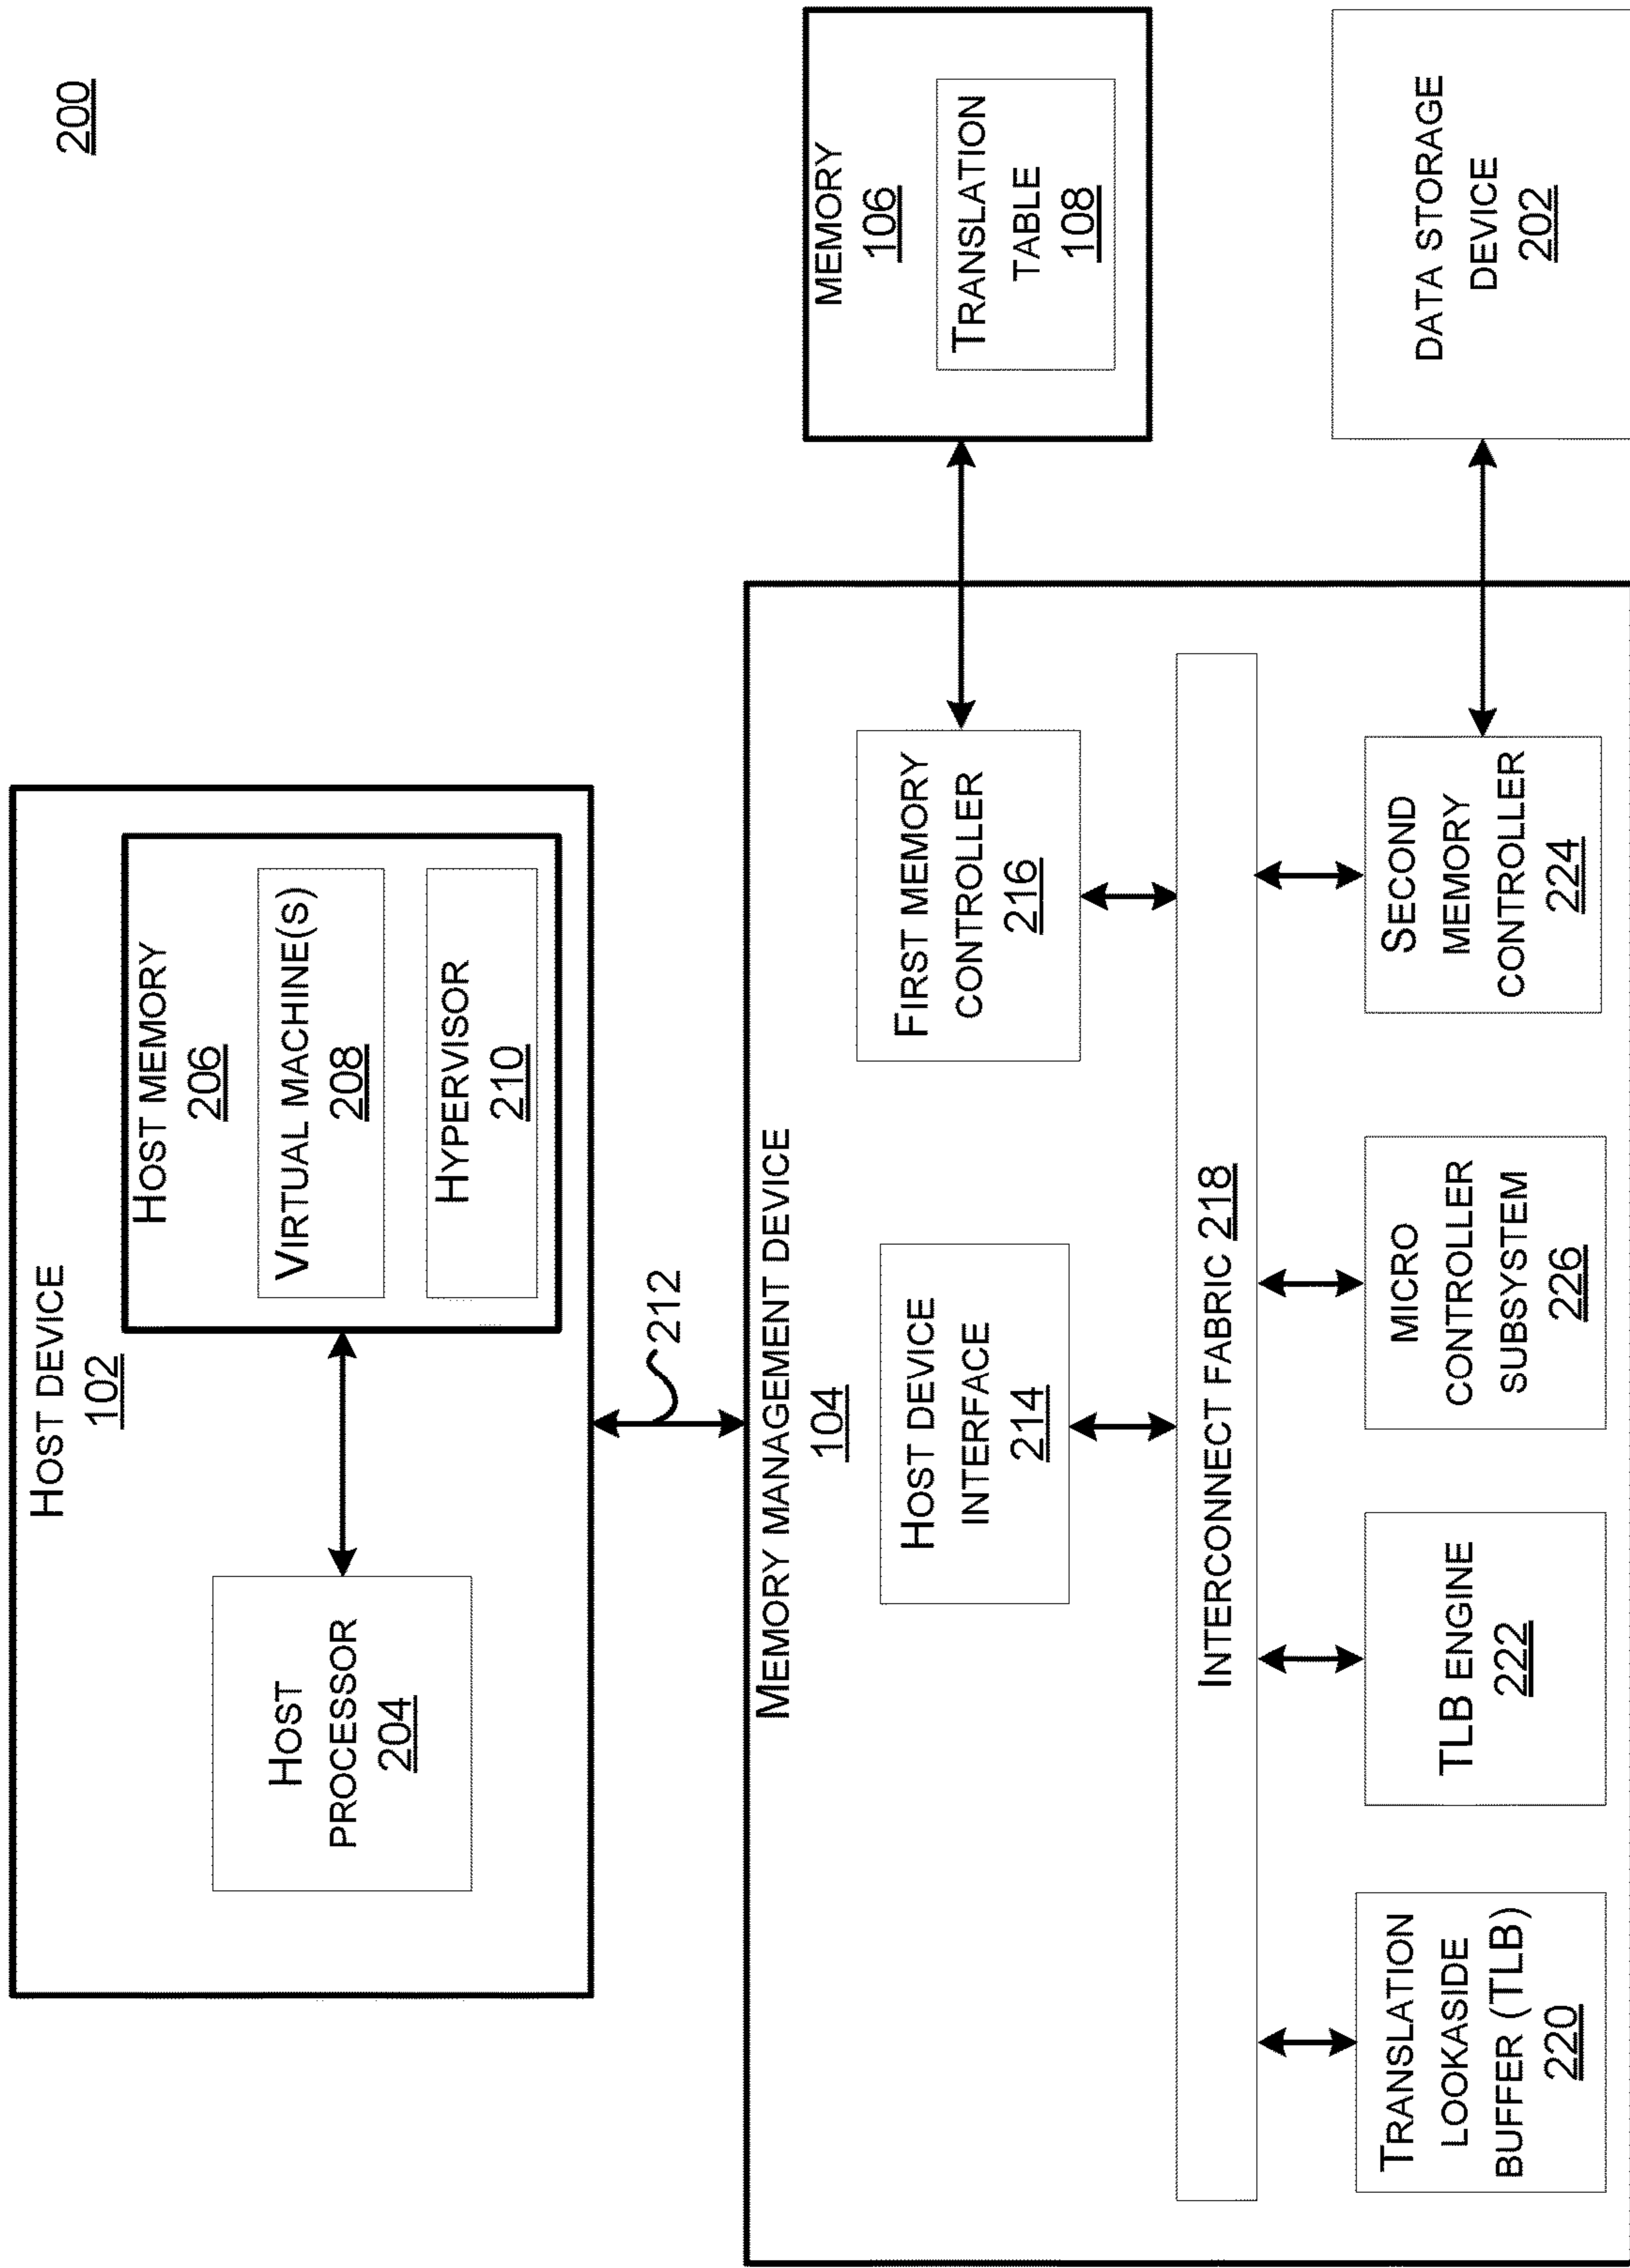 200
HOST DEVICE
102
HOST
PROCESSOR
204
HOST MEMORY
206
VIRTUAL MACHINE(S)
208
HYPERVISOR
210
212
MEMORY MANAGEMENT DEVICE
104
HOST DEVICE
INTERFACE
214
FIRST MEMORY
CONTROLLER
216
INTERCONNECT FABRIC 218
TRANSLATION
LOOKASIDE
BUFFER (TLB)
220
TLB ENGINE
222
MICRO
CONTROLLER
SUBSYSTEM
226
SECOND
MEMORY
CONTROLLER
224
MEMORY
106
TRANSLATION
TABLE
108
DATA STORAGE
DEVICE
202